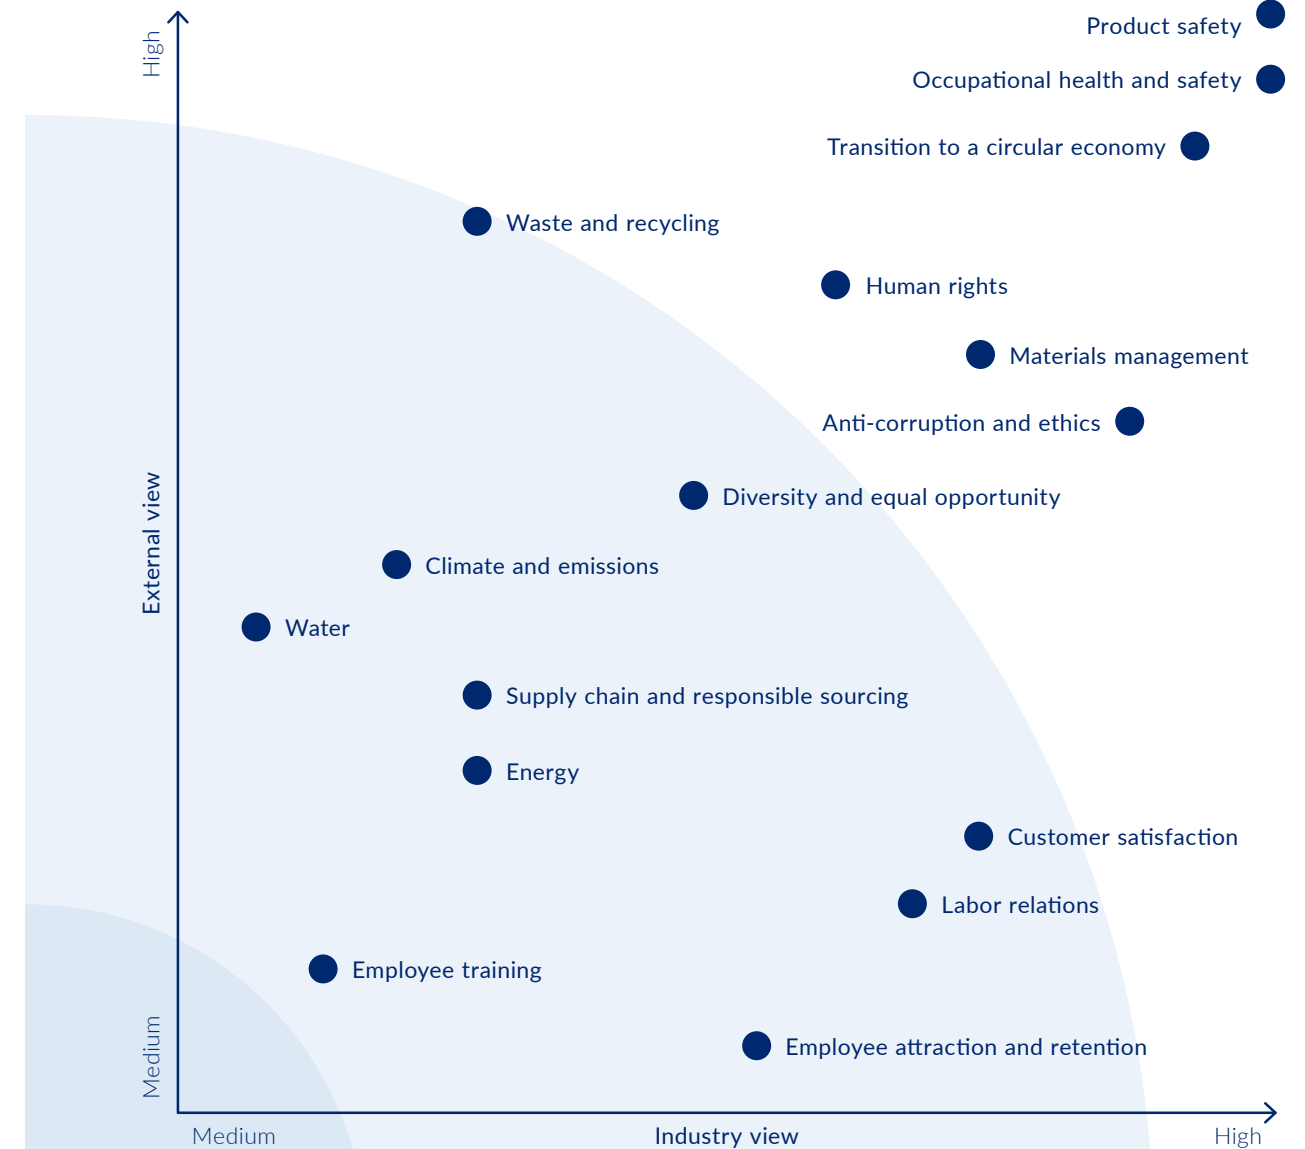 High
Product safety
Occupational health and safety
Transition to a circular economy
Waste and recycling
Human rights
Materials management
Anti-corruption and ethics
Diversity and equal opportunity
External view
Climate and emissions
Water
Supply chain and responsible sourcing
Energy
Customer satisfaction
Labor relations
Employee training
Employee attraction and retention
Medium
Medium
Industry view
High